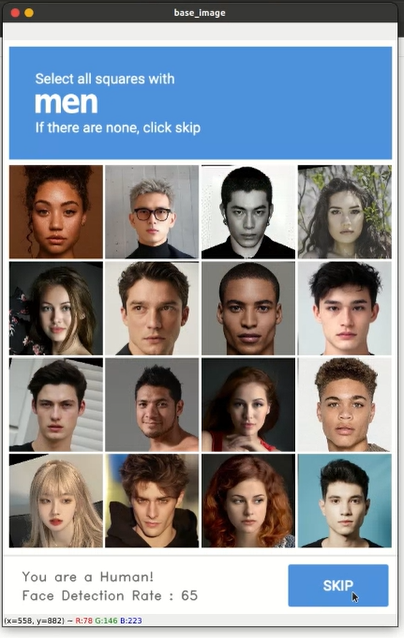 base_image
Select all squares with
men
If there are none, click skip
You are a Human!
Face Detection Rate : 65
SKIP
(x=558, y=882) ~ R:78 G:146 B:223